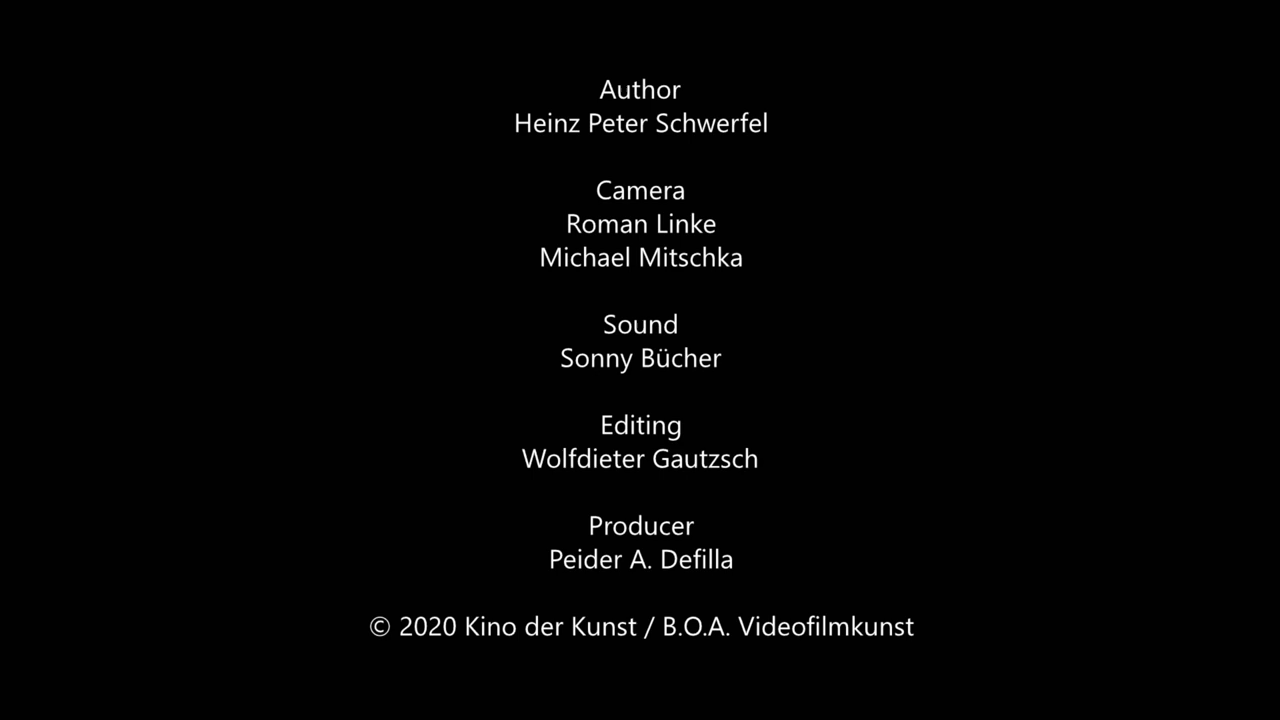 Author
Heinz Peter Schwerfel
Camera
Roman Linke
Michael Mitschka
Sound
Sonny Bücher
Editing
Wolfdieter Gautzsch
Producer
Peider A. Defilla
© 2020 Kino der Kunst / B.O.A. Videofilmkunst